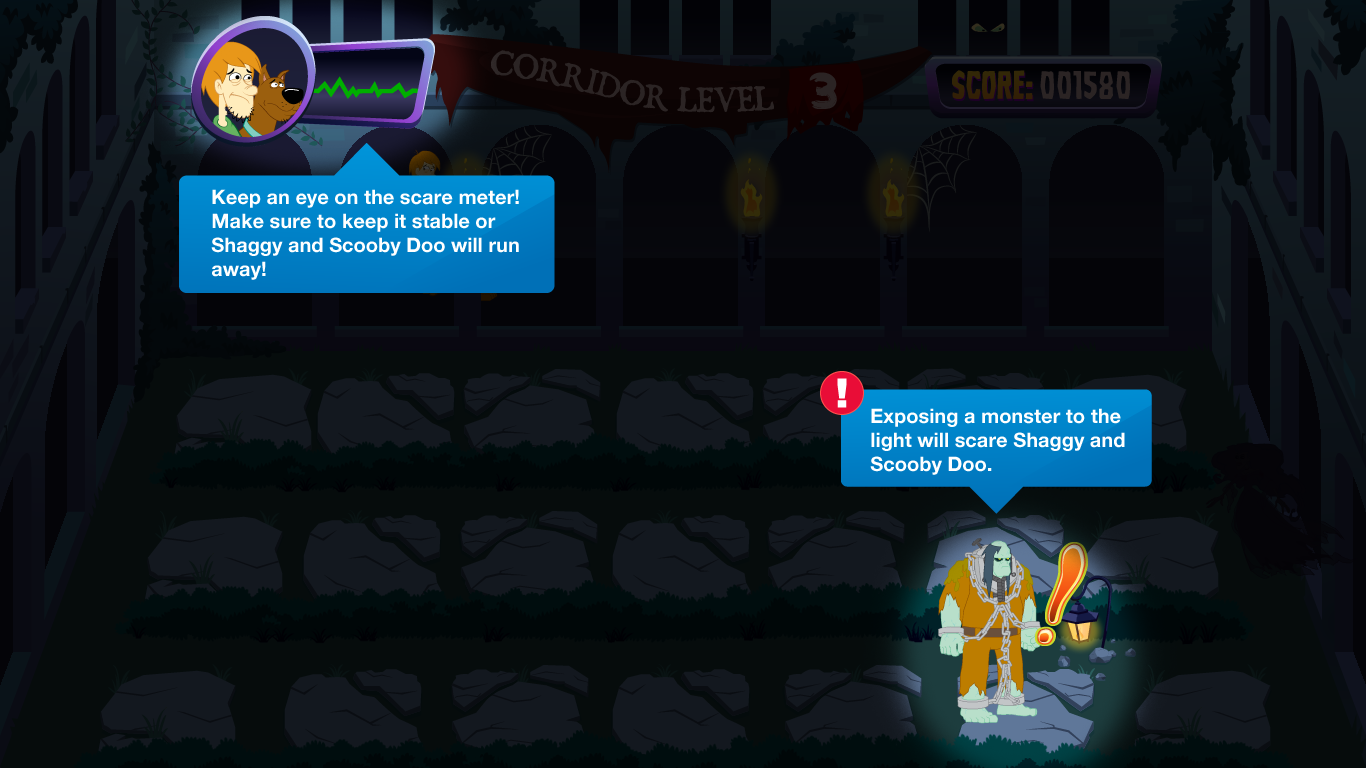 CORRIDOR LEVEL 3
SCORE: 001580
Keep an eye on the scare meter!
Make sure to keep it stable or
Shaggy and Scooby Doo will run
away!
!
Exposing a monster to the
light will scare Shaggy and
Scooby Doo.
!